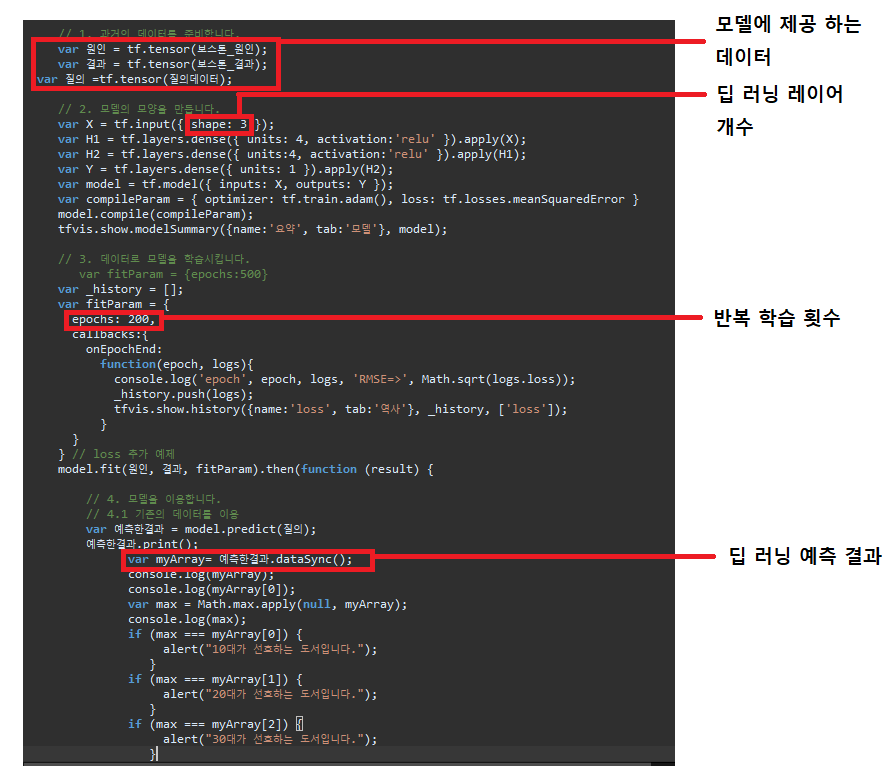 // 1. 과거의 데이터를 준비합니다.
var 원인 = tf.tensor(보스톤_원인);
var 결과 = tf.tensor(보스톤_결과);
var 질의 =tf.tensor(질의데이터);
모델에 제공 하는
데이터
// 2. 모델의 모양을 만듭니다.
var X = tf.input({ shape: 3 });
var H1 = tf.layers.dense({ units: 4, activation:'relu' }).apply(X);
var H2 = tf.layers.dense({ units:4, activation:'relu' }).apply(H1);
var Y = tf.layers.dense({ units: 1 }).apply(H2);
var model = tf.model({ inputs: X, outputs: Y });
var compileParam = { optimizer: tf.train.adam(), loss: tf.losses.meanSquaredError }
model.compile(compileParam);
tfvis.show.modelSummary({name:'요약', tab:'모델'}, model);
딥 러닝 레이어
개수
// 3. 데이터로 모델을 학습시킵니다.
var fitParam = {epochs:500}
var _history = [];
var fitParam = {
epochs: 200,
callbacks:{
onEpochEnd:
function(epoch, logs){
console.log('epoch', epoch, logs, 'RMSE=>', Math.sqrt(logs.loss));
_history.push(logs);
tfvis.show.history({name:'loss', tab:'역사'}, _history, ['loss']);
}
}
} // loss 추가 예제
model.fit(원인, 결과, fitParam).then(function (result) {
반복 학습 횟수
// 4. 모델을 이용합니다.
// 4.1 기존의 데이터를 이용
var 예측한결과 = model.predict(질의);
예측한결과.print();
var myArray= 예측한결과.dataSync();
console.log(myArray);
console.log(myArray[0]);
var max = Math.max.apply(null, myArray);
console.log(max);
if (max === myArray[0]) {
alert("10대가 선호하는 도서입니다.");
}
if (max === myArray[1]) {
alert("20대가 선호하는 도서입니다.");
}
if (max === myArray[2]) {
alert("30대가 선호하는 도서입니다.");
}
딥 러닝 예측 결과